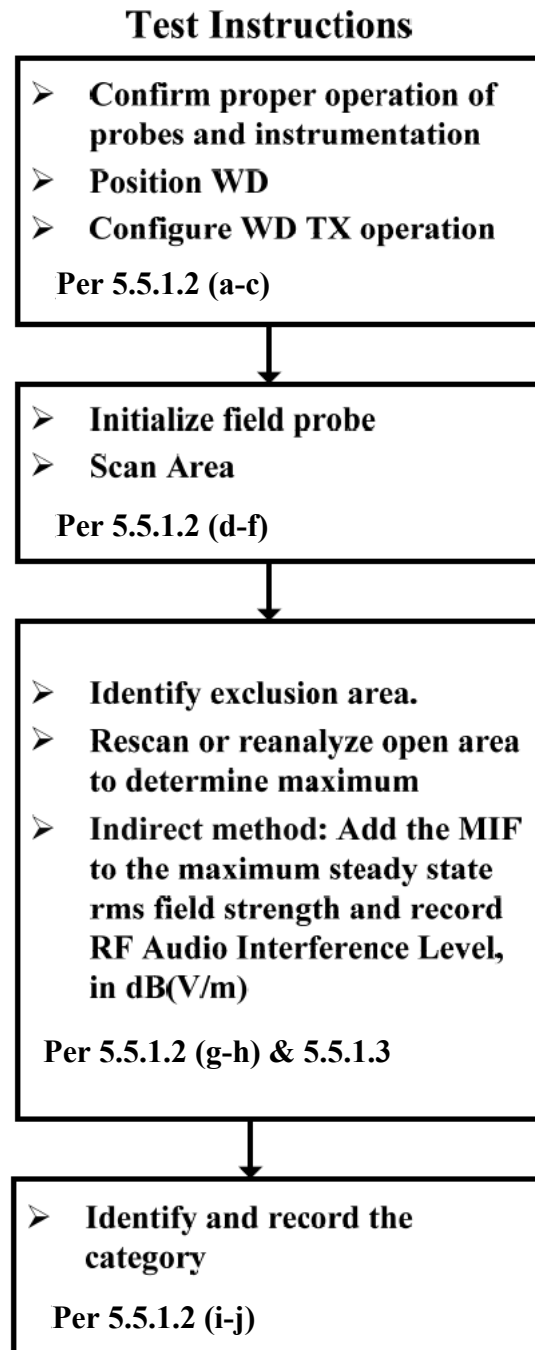 Test Instructions
➢ Confirm proper operation of
probes and instrumentation
➢ Position WD
➢ Configure WD TX operation
Per 5.5.1.2 (a-c)
➢ Initialize field probe
➢ Scan Area
Per 5.5.1.2 (d-f)
➢ Identify exclusion area.
➢ Rescan or reanalyze open area
to determine maximum
➢ Indirect method: Add the MIF
to the maximum steady state
rms field strength and record
RF Audio Interference Level,
in dB(V/m)
Per 5.5.1.2 (g-h) & 5.5.1.3
➢ Identify and record the
category
Per 5.5.1.2 (i-j)